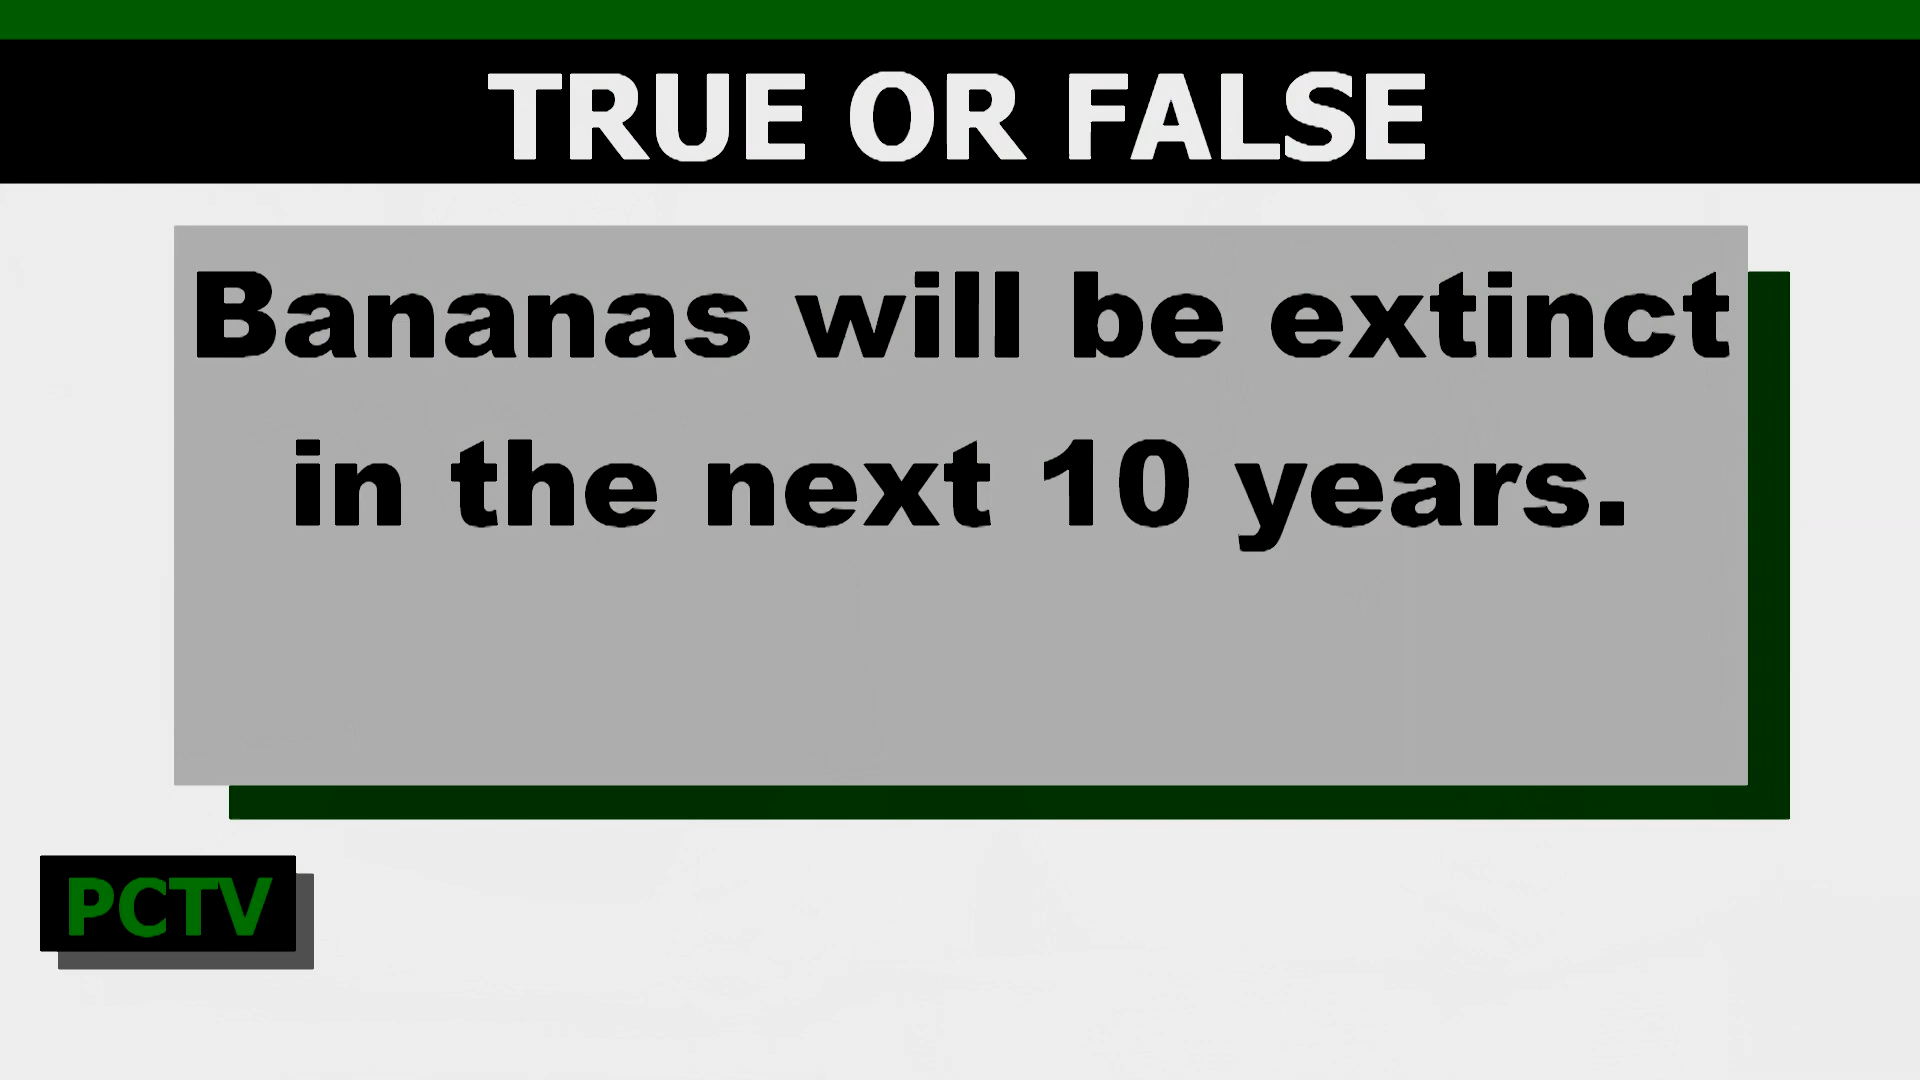 TRUE OR FALSE
Bananas will be extinct
in the next 10 years.
PCTV